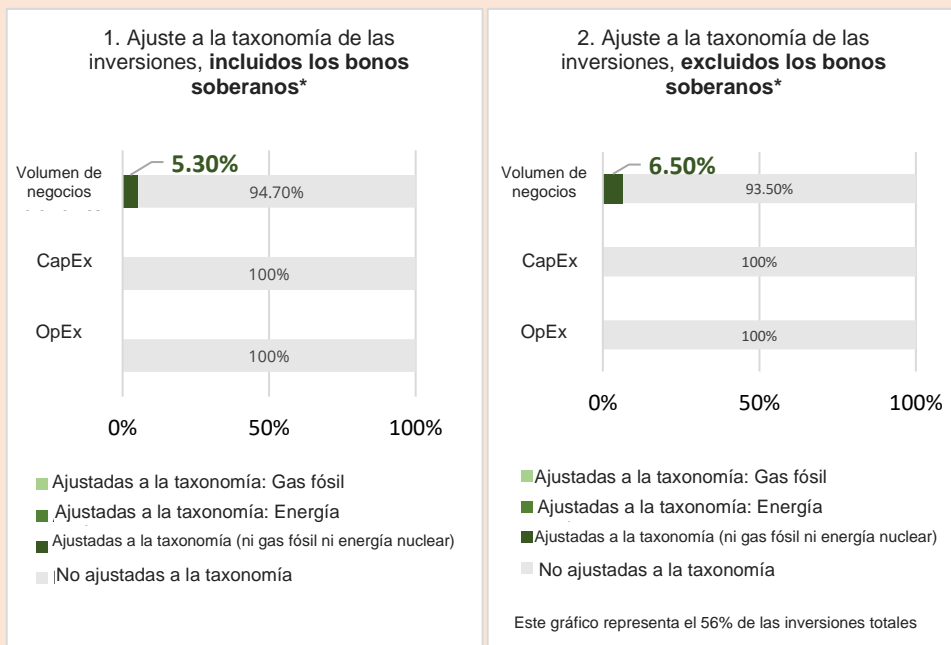 1. Ajuste a la taxonomía de las
inversiones, incluidos los bonos
soberanos*
5.30%
Volumen de
negocios
94.70%
CapEx
100%
OpEx
100%
0%
50%
100%
Ajustadas a la taxonomía: Gas fósil
Ajustadas a la taxonomía: Energía
Ajustadas a la taxonomía (ni gas fósil ni energía nuclear)
No ajustadas a la taxonomía
2. Ajuste a la taxonomía de las
inversiones, excluidos los bonos
soberanos*
6.50%
Volumen de
negocios
93.50%
CapEx
100%
OpEx
100%
0%
50%
100%
Ajustadas a la taxonomía: Gas fósil
Ajustadas a la taxonomía: Energía
Ajustadas a la taxonomía (ni gas fósil ni energía nuclear)
No ajustadas a la taxonomía
Este gráfico representa el 56% de las inversiones totales